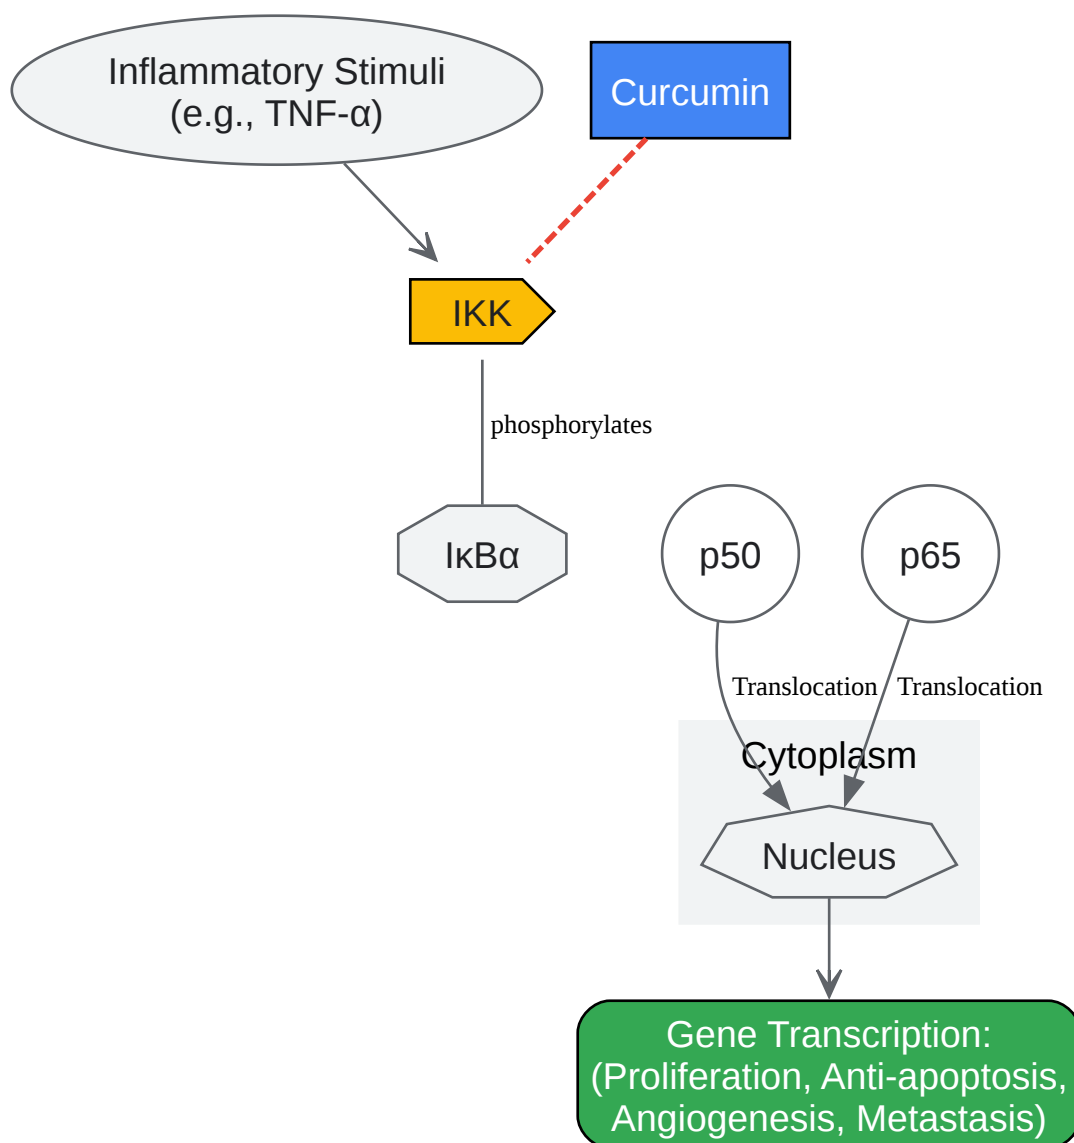 Inflammatory Stimuli
(e.g., TNF-α)
Curcumin
IKK
phosphorylates
IκBα
p50
p65
Translocation
Translocation
Cytoplasm
Nucleus
Gene Transcription:
(Proliferation, Anti-apoptosis,
Angiogenesis, Metastasis)